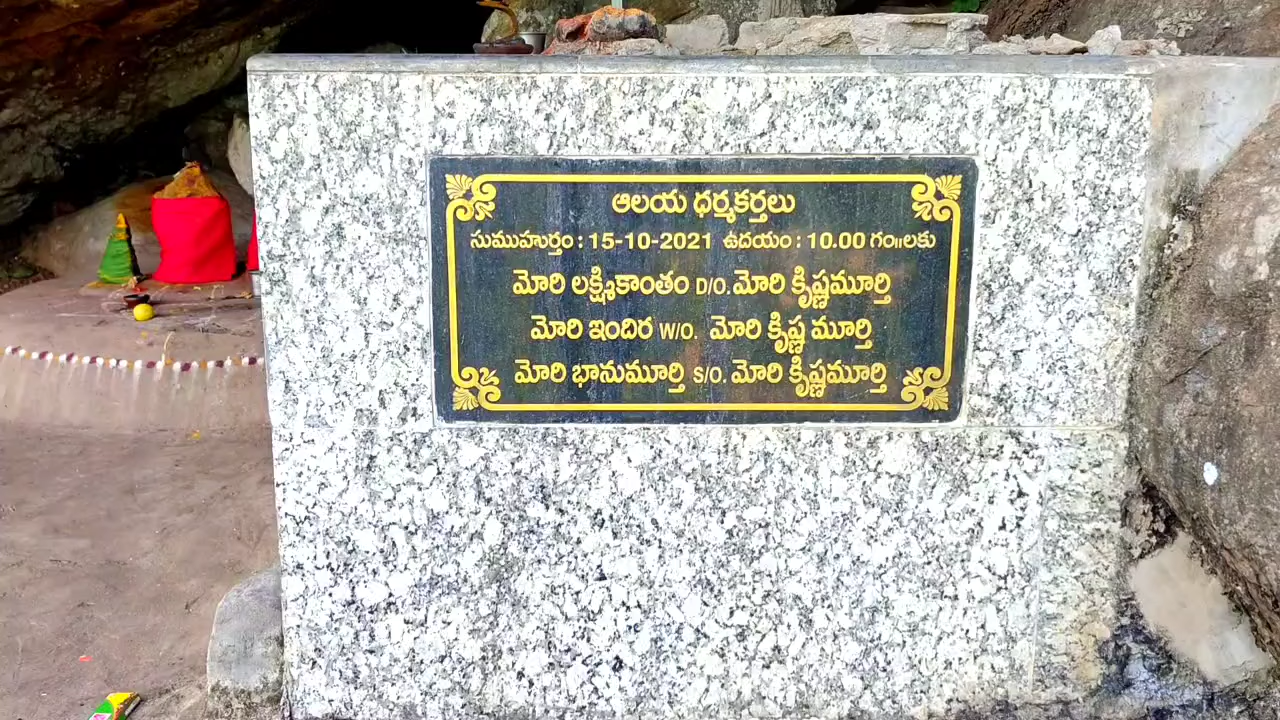 ఆలయ ధర్మకర్తలు
సుముహుర్తం : 15-10-2021 ఉదయం : 10.00 గం॥లకు
మోరి లక్ష్మికాంతం D/O. మోరి కృిష్ణమూర్తి
మోరి ఇందిర W/O. మోరి కృిష్ణ మూర్తి
మోరి భానుమూర్తి S/O. మోరి కృిష్ణమూర్తి